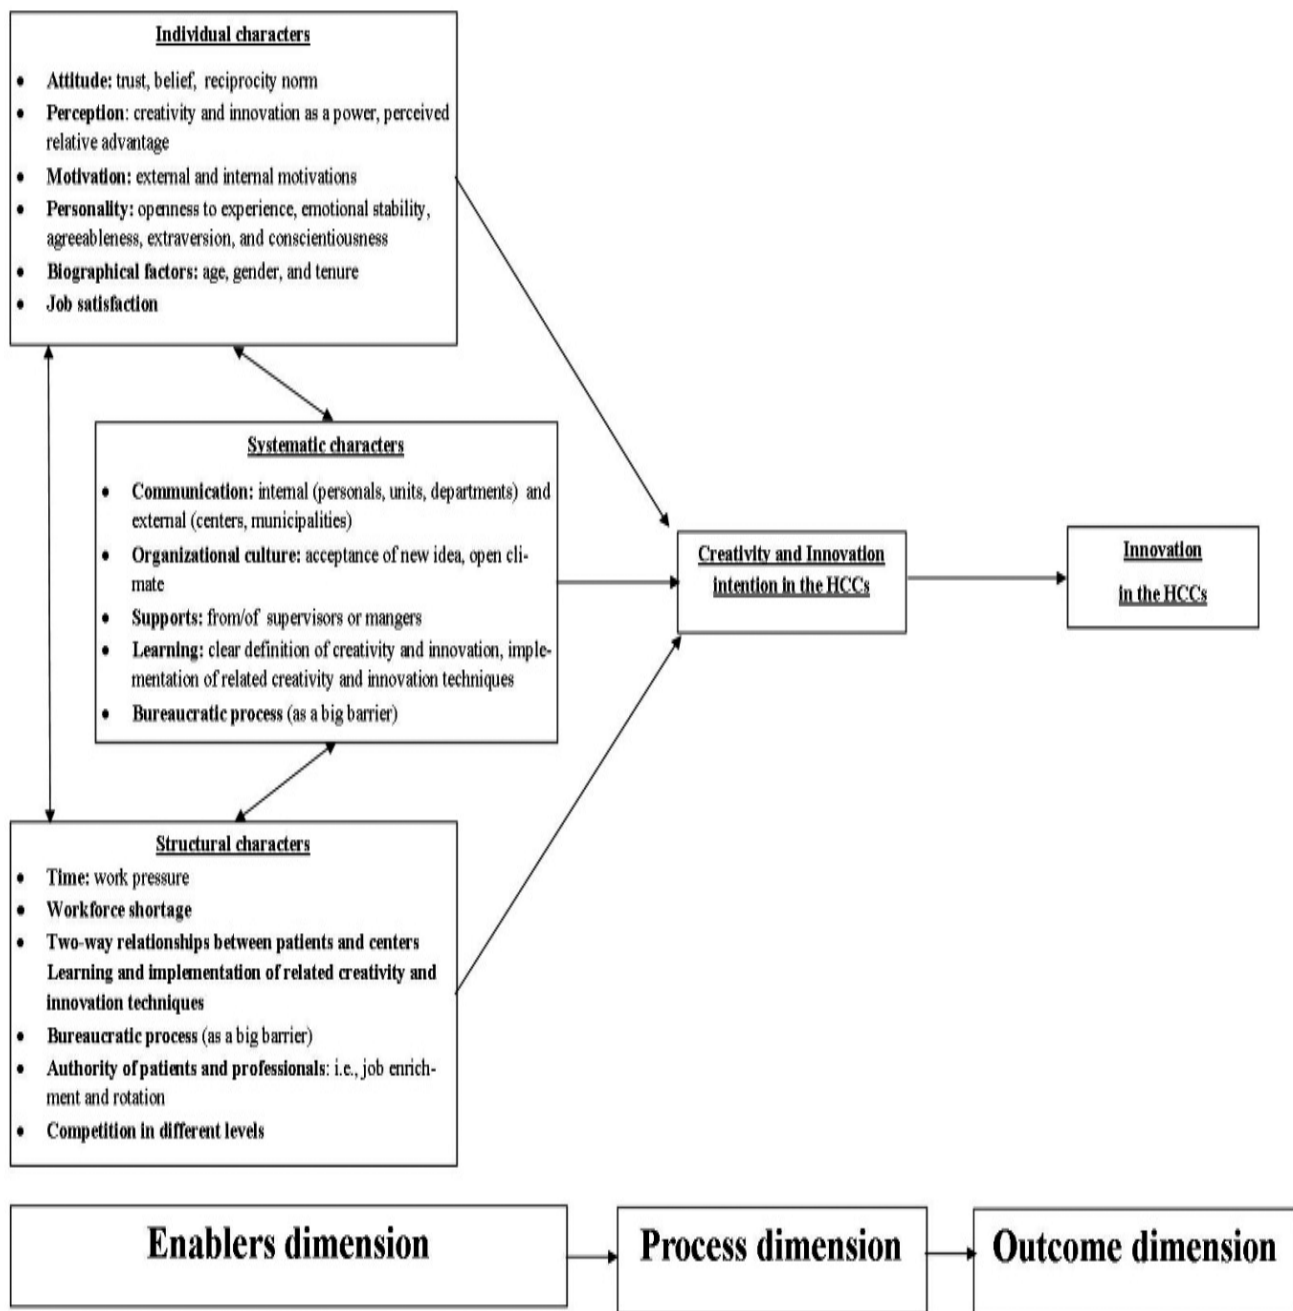 Individual characters
• Attitude: trust, belief, reciprocity norm
• Perception: creativity and innovation as a power, perceived
relative advantage
• Motivation: external and internal motivations
• Personality: openness to experience, emotional stability,
agreeableness, extraversion, and conscientiousness
• Biographical factors: age, gender, and tenure
• Job satisfaction
Systematic characters
• Communication: internal (personals, units, departments) and
external (centers, municipalities)
• Organizational culture: acceptance of new idea, open cli-
mate
• Supports: from/of supervisors or mangers
• Learning: clear definition of creativity and innovation, imple-
mentation of related creativity and innovation techniques
• Bureaucratic process (as a big barrier)
Structural characters
• Time: work pressure
• Workforce shortage
• Two-way relationships between patients and centers
Learning and implementation of related creativity and
innovation techniques
• Bureaucratic process (as a big barrier)
• Authority of patients and professionals: i.e., job enrich-
ment and rotation
• Competition in different levels
Creativity and Innovation
intention in the HCCs
Innovation
in the HCCs
Enablers dimension
Process dimension
Outcome dimension